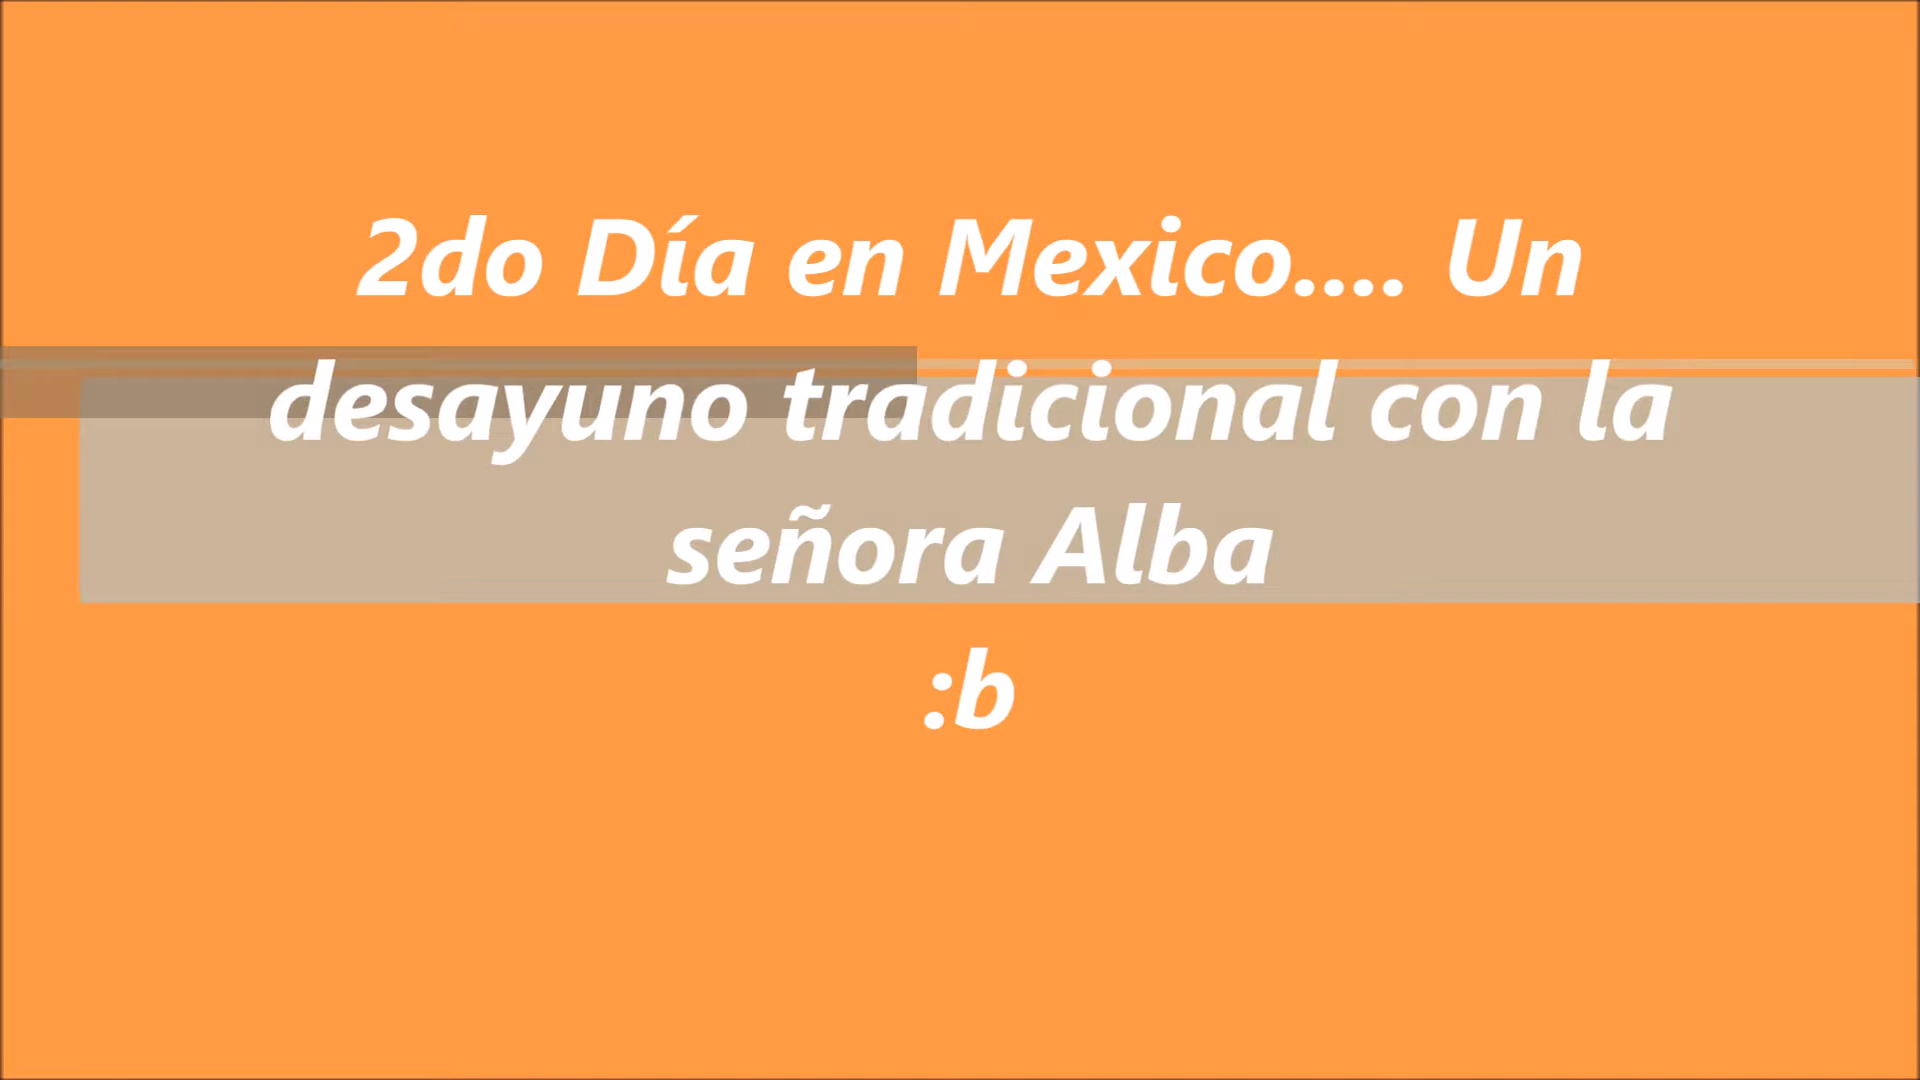 2do Día en Mexico.... Un
desayuno tradicional con la
señora Alba
:b